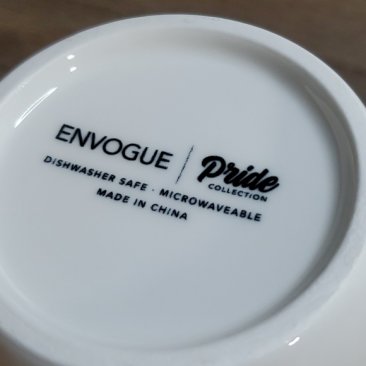 ENVOGUE | Pride
COLLECTION
DISHWASHER SAFE · MICROWAVEABLE
MADE IN CHINA